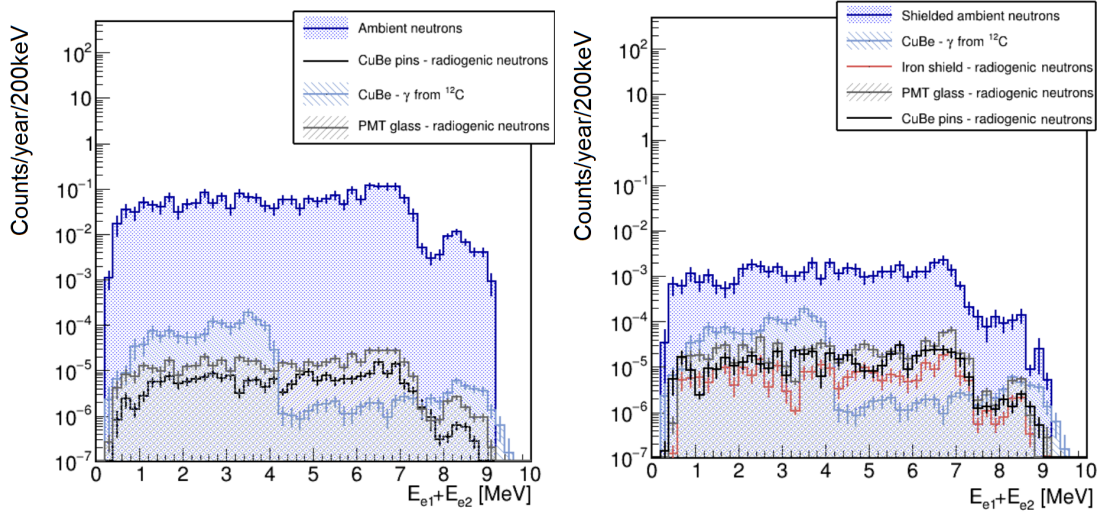 Counts/year/200keV
Ambient neutrons
CuBe pins - radiogenic neutrons
CuBe - γ from ¹²C
PMT glass - radiogenic neutrons
10²
10
1
10⁻¹
10⁻²
10⁻³
10⁻⁴
10⁻⁵
10⁻⁶
10⁻⁷
0 1 2 3 4 5 6 7 8 9 10
E_e1+E_e2 [MeV]
Counts/year/200keV
Shielded ambient neutrons
CuBe - γ from ¹²C
Iron shield - radiogenic neutrons
PMT glass - radiogenic neutrons
CuBe pins - radiogenic neutrons
10²
10
1
10⁻¹
10⁻²
10⁻³
10⁻⁴
10⁻⁵
10⁻⁶
10⁻⁷
0 1 2 3 4 5 6 7 8 9 10
E_e1+E_e2 [MeV]